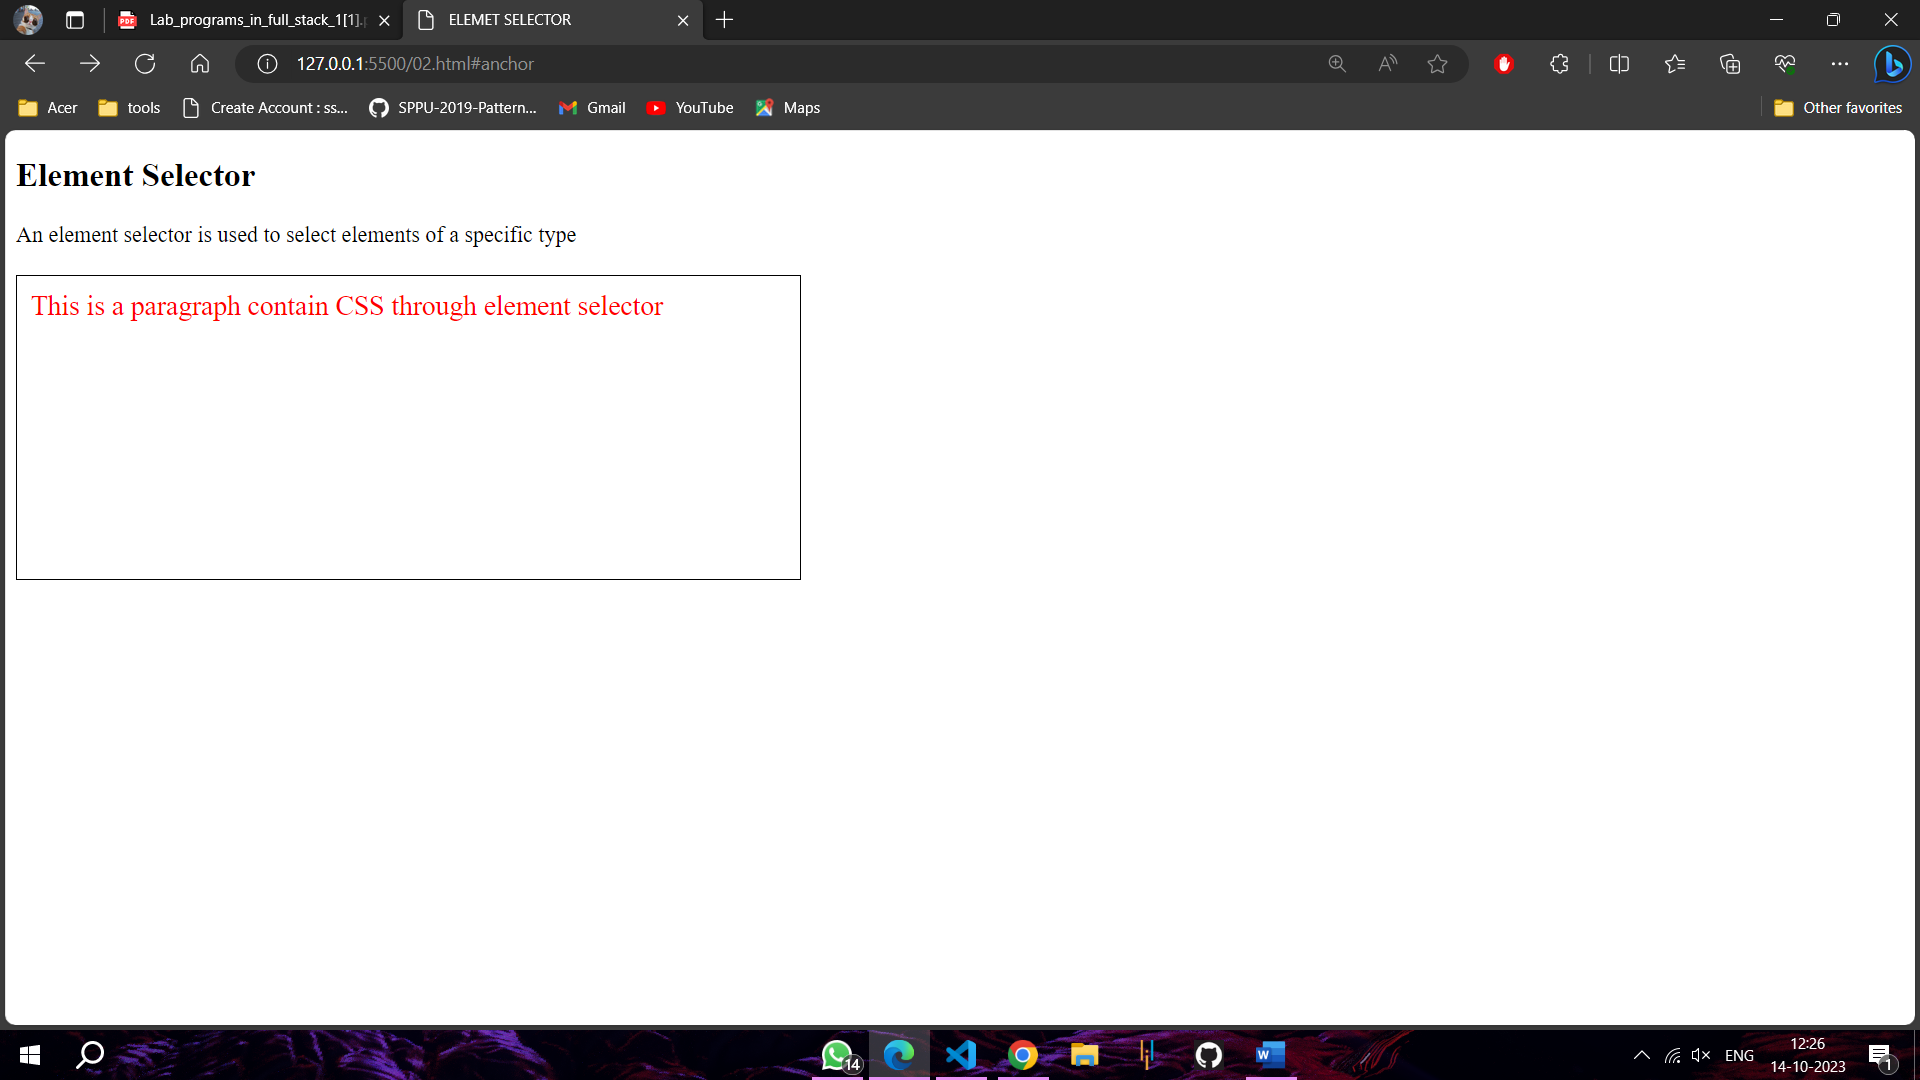 Lab_programs_in_full_stack_1[1].p
ELEMET SELECTOR
127.0.0.1:5500/02.html#anchor
Acer
tools
Create Account : ss...
SPPU-2019-Pattern...
Gmail
YouTube
Maps
Other favorites
Element Selector
An element selector is used to select elements of a specific type
This is a paragraph contain CSS through element selector
14
ENG
12:26
14-10-2023
1